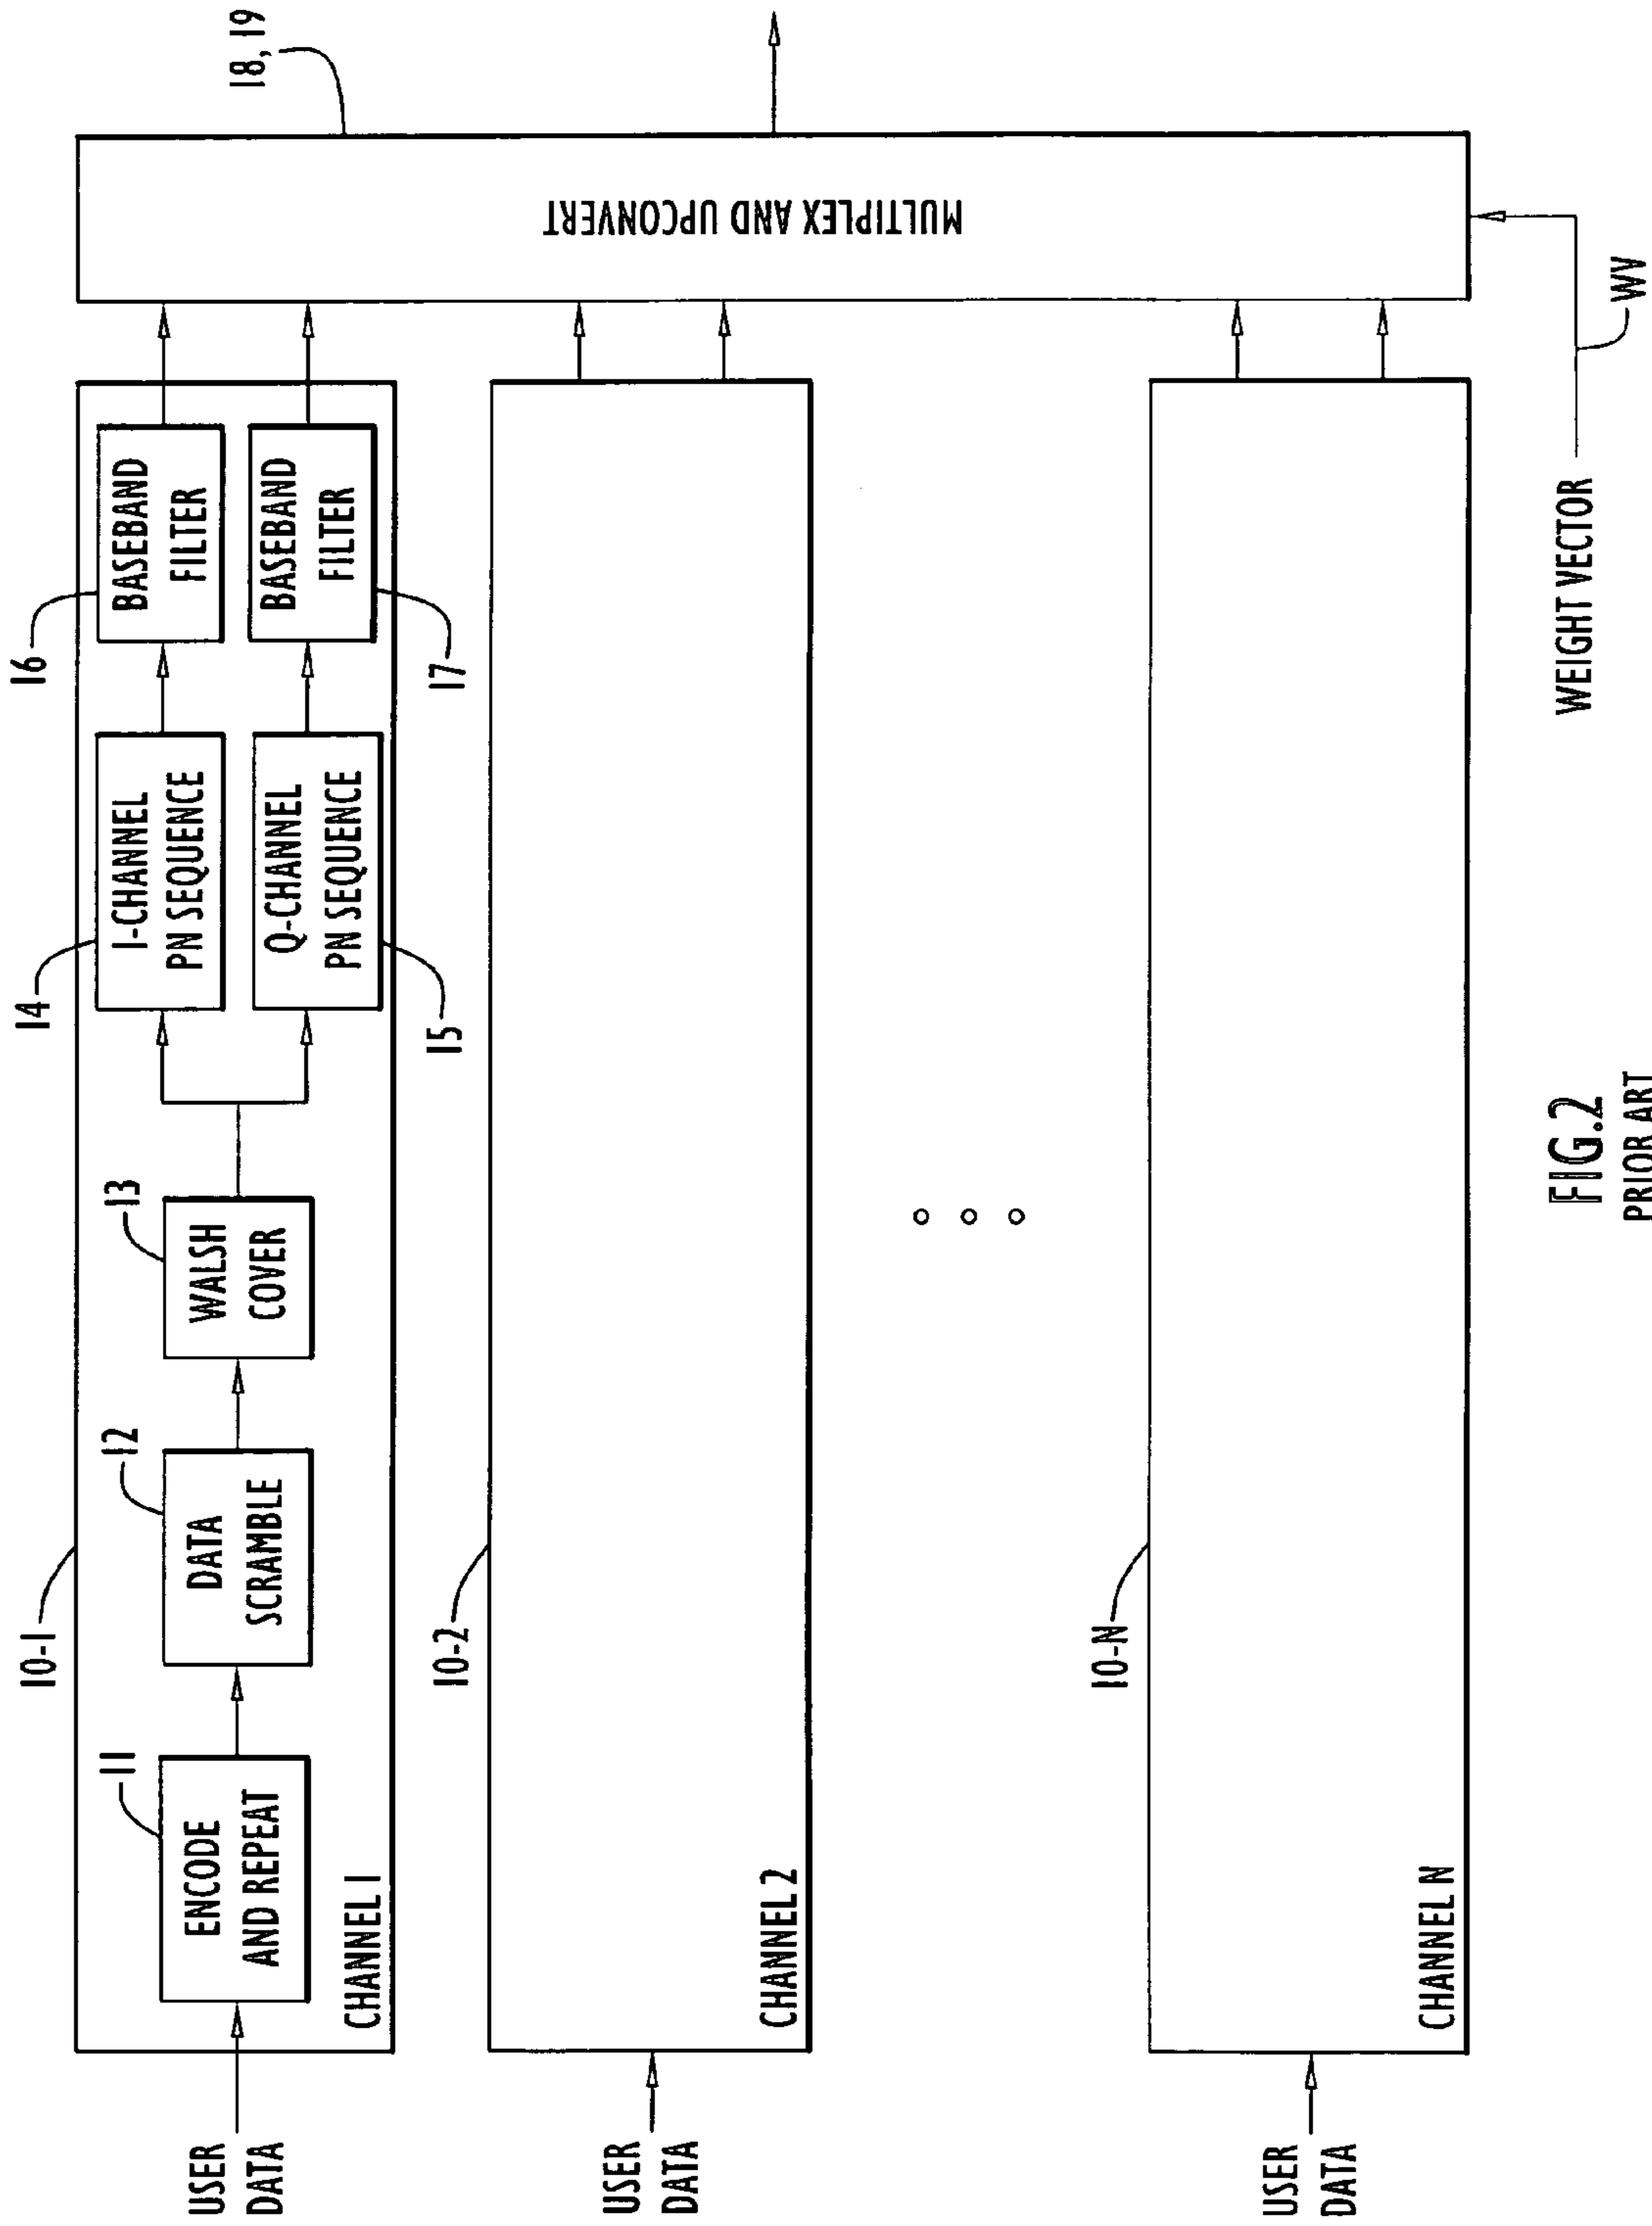 10-1
USER
DATA
11
ENCODE
AND REPEAT
12
DATA
SCRAMBLE
13
WALSH
COVER
14
I-CHANNEL
PN SEQUENCE
15
Q-CHANNEL
PN SEQUENCE
16
BASEBAND
FILTER
17
BASEBAND
FILTER
CHANNEL 1
18, 19
MULTIPLEX AND UPCONVERT
10-2
USER
DATA
CHANNEL 2
10-N
USER
DATA
CHANNEL N
WEIGHT VECTOR
WV
FIG.2
PRIOR ART